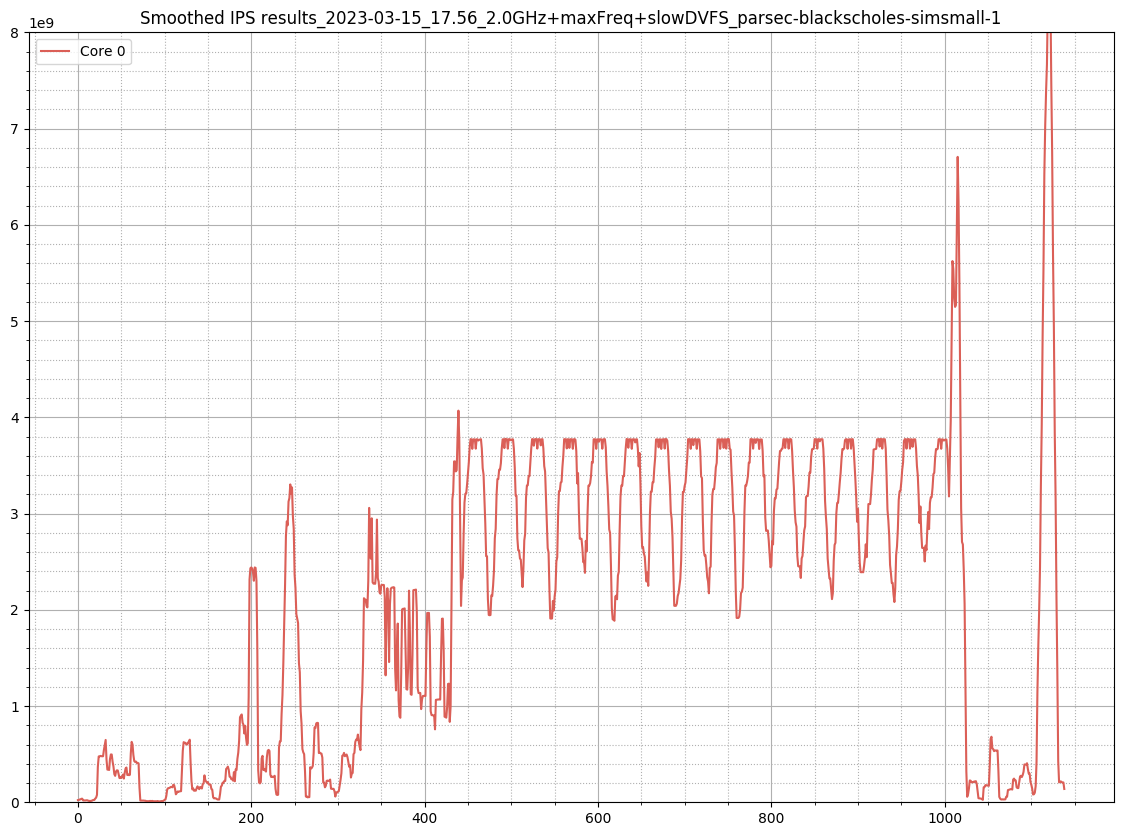 Smoothed IPS results_2023-03-15_17.56_2.0GHz+maxFreq+slowDVFS_parsec-blackscholes-simsmall-1
1e9
Core 0
8
7
6
5
4
3
2
1
0
0 200 400 600 800 1000